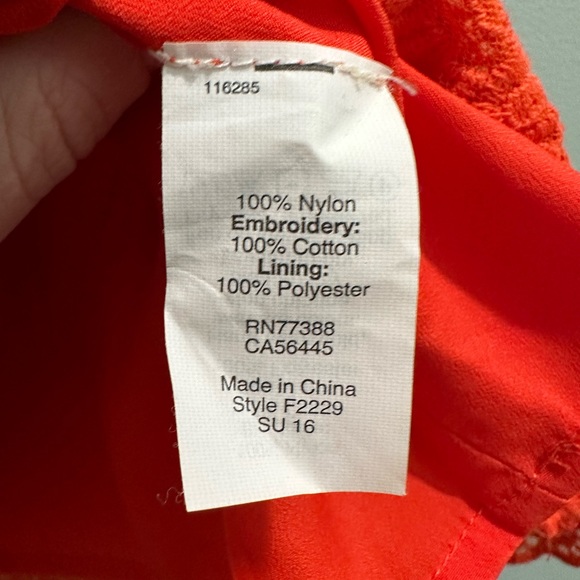 116285
100% Nylon
Embroidery:
100% Cotton
Lining:
100% Polyester
RN77388
CA56445
Made in China
Style F2229
SU 16